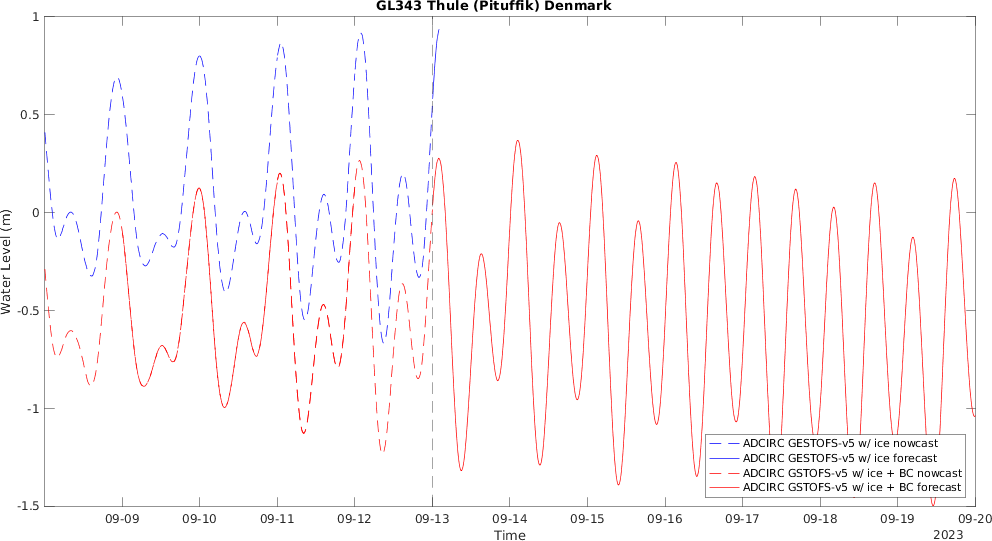 GL343 Thule (Pituffik) Denmark
1
0.5
0
-0.5
-1
-1.5
Water Level (m)
ADCIRC GESTOFS-v5 w/ ice nowcast
ADCIRC GESTOFS-v5 w/ ice forecast
ADCIRC GSTOFS-v5 w/ ice + BC nowcast
ADCIRC GSTOFS-v5 w/ ice + BC forecast
09-09 09-10 09-11 09-12 09-13 09-14 09-15 09-16 09-17 09-18 09-19 09-20
Time
2023